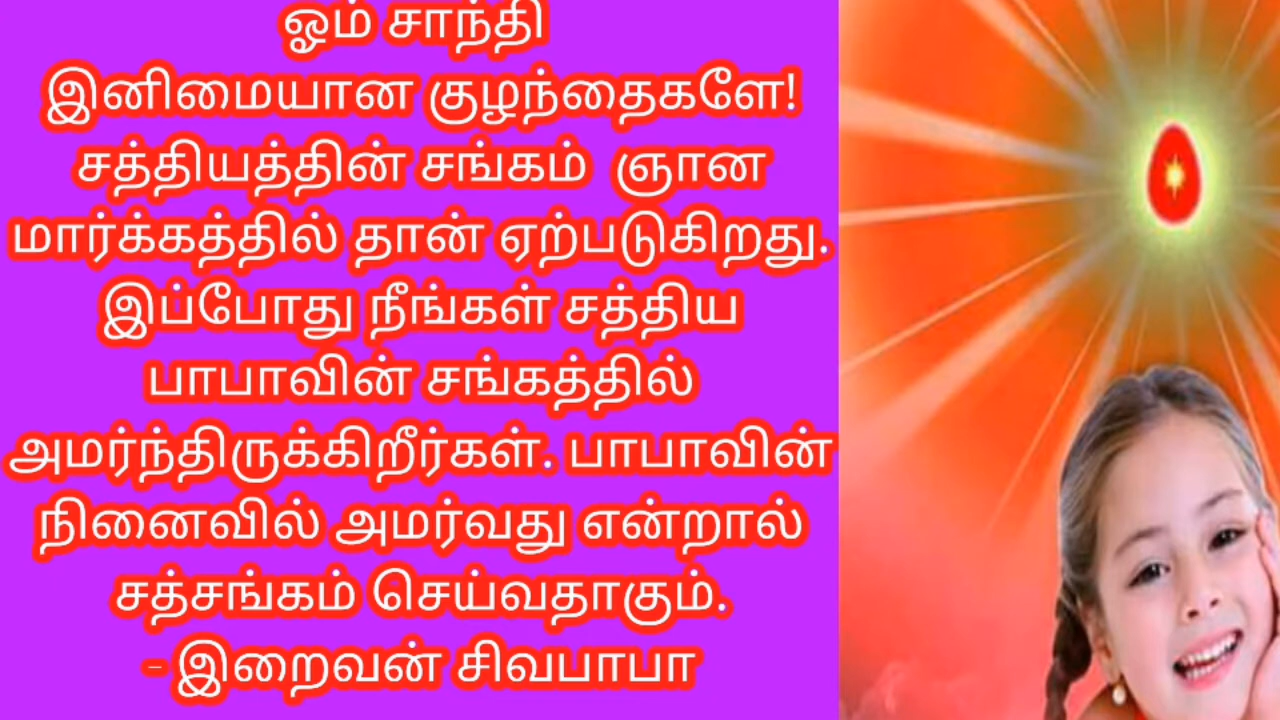 ஓம் சாந்தி
இனிமையான குழந்தைகளே!
சத்தியத்தின் சங்கம் ஞான
மார்க்கத்தில் தான் ஏற்படுகிறது.
இப்போது நீங்கள் சத்திய
பாபாவின் சங்கத்தில்
அமர்ந்திருக்கிறீர்கள். பாபாவின்
நினைவில் அமர்வது என்றால்
சத்சங்கம் செய்வதாகும்.
- இறைவன் சிவபாபா